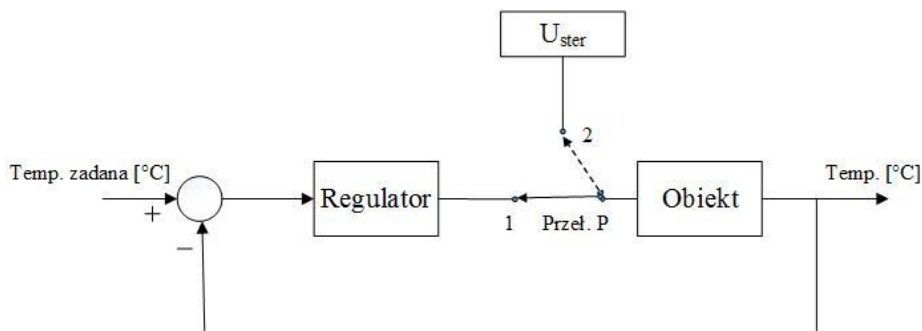 U_ster
2
Temp. zadana [°C]
Temp. [°C]
+
Regulator
Obiekt
1
Przeł. P
−